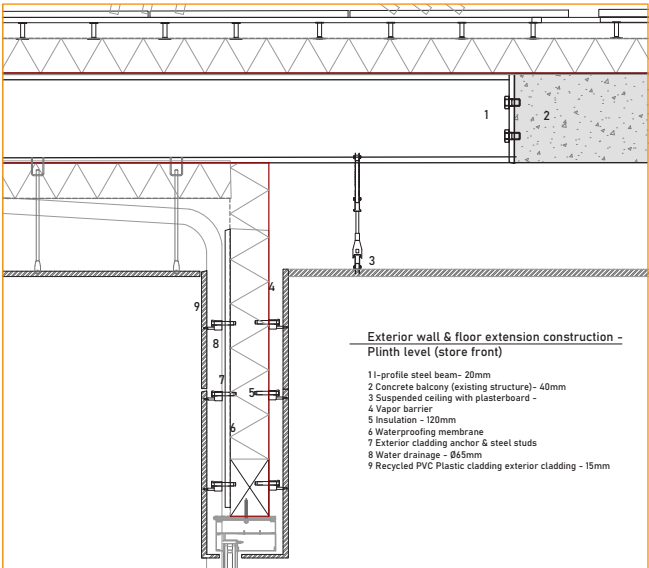 1
2
3
4
9
8
7
5
6
Exterior wall & floor extension construction -
Plinth level (store front)
1 I-profile steel beam- 20mm
2 Concrete balcony (existing structure)- 40mm
3 Suspended ceiling with plasterboard -
4 Vapor barrier
5 Insulation - 120mm
6 Waterproofing membrane
7 Exterior cladding anchor & steel studs
8 Water drainage - Ø65mm
9 Recycled PVC Plastic cladding exterior cladding - 15mm